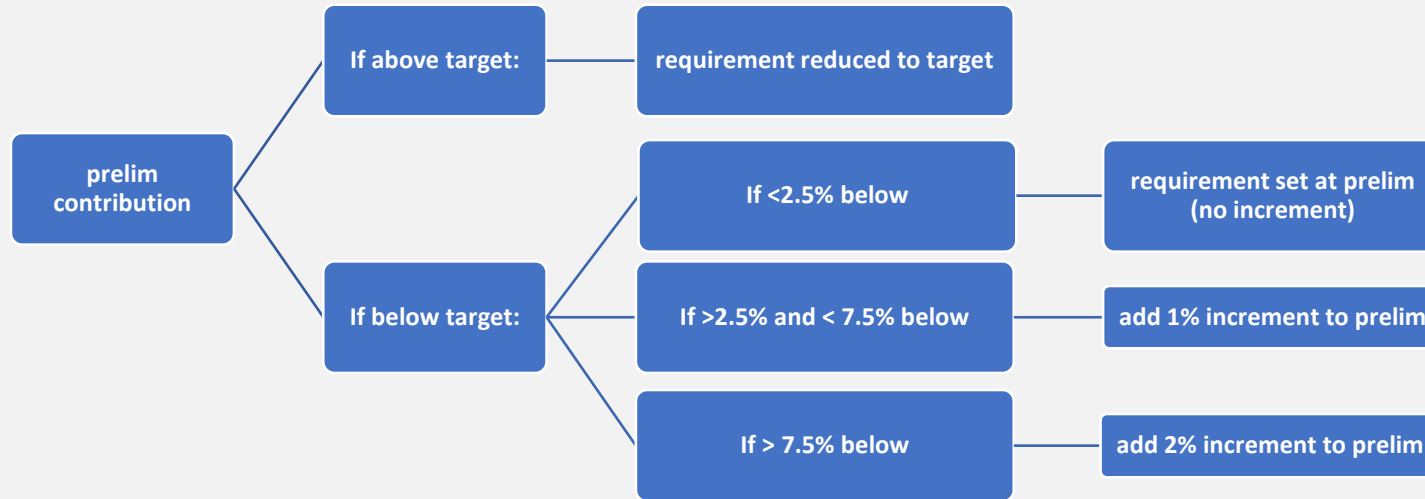 If above target:
requirement reduced to target
prelim
contribution
If <2.5% below
requirement set at prelim
(no increment)
If below target:
If >2.5% and < 7.5% below
add 1% increment to prelim
If > 7.5% below
add 2% increment to prelim